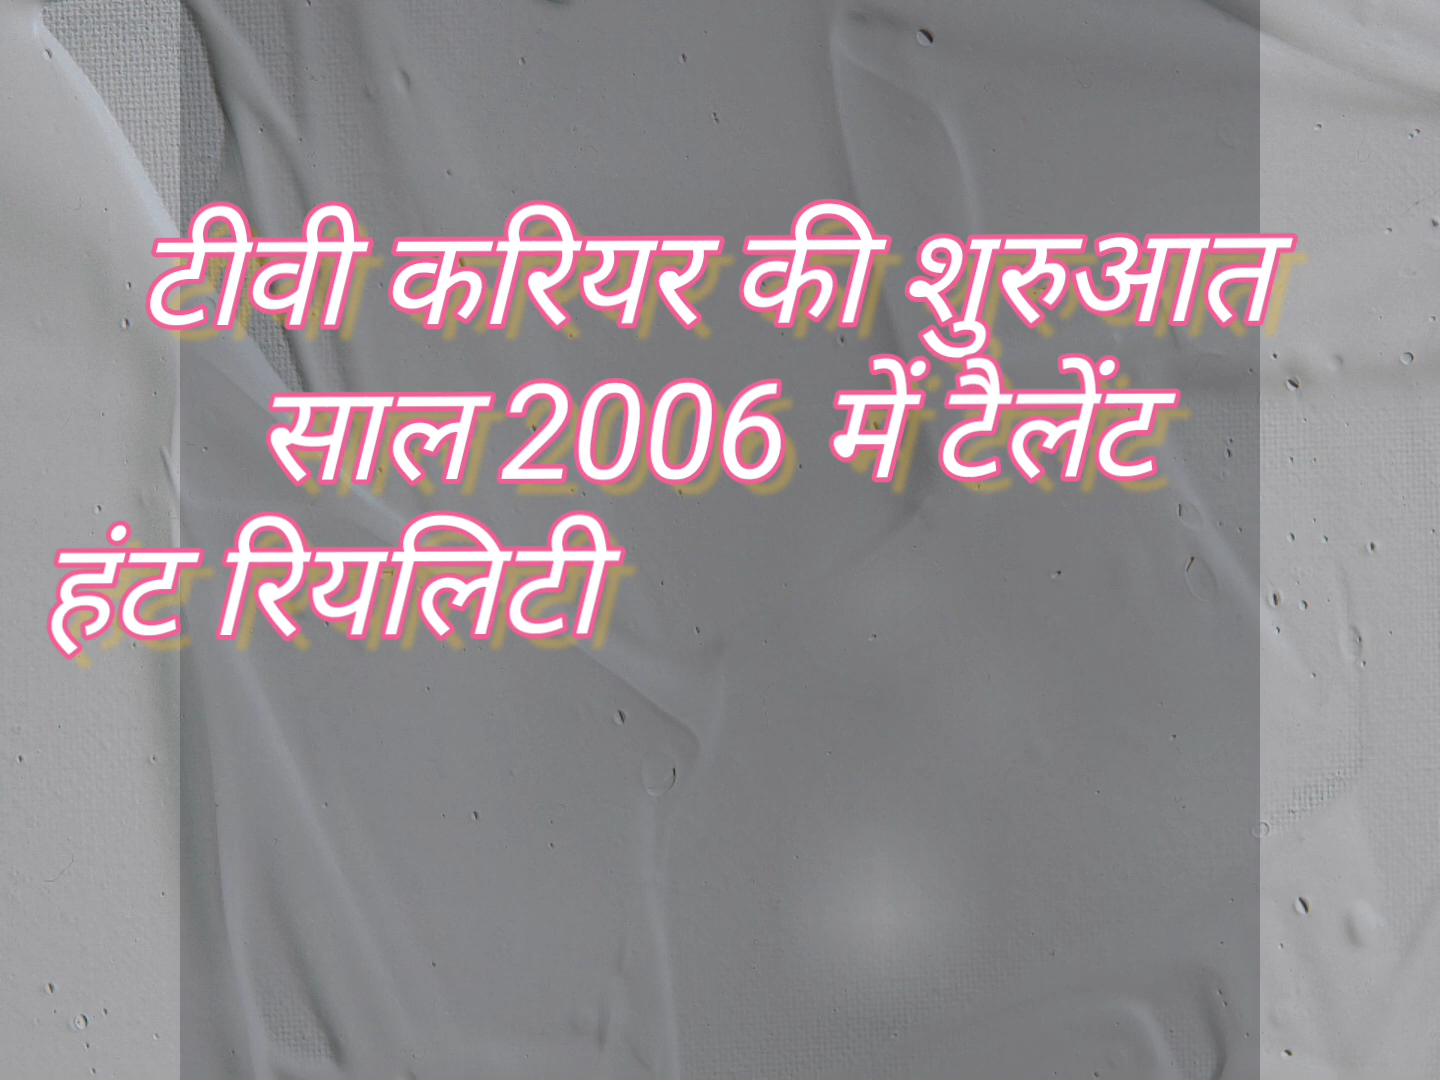 टीवी करियर की शुरुआत
साल 2006 में टैलेंट
हंट रियलिटी